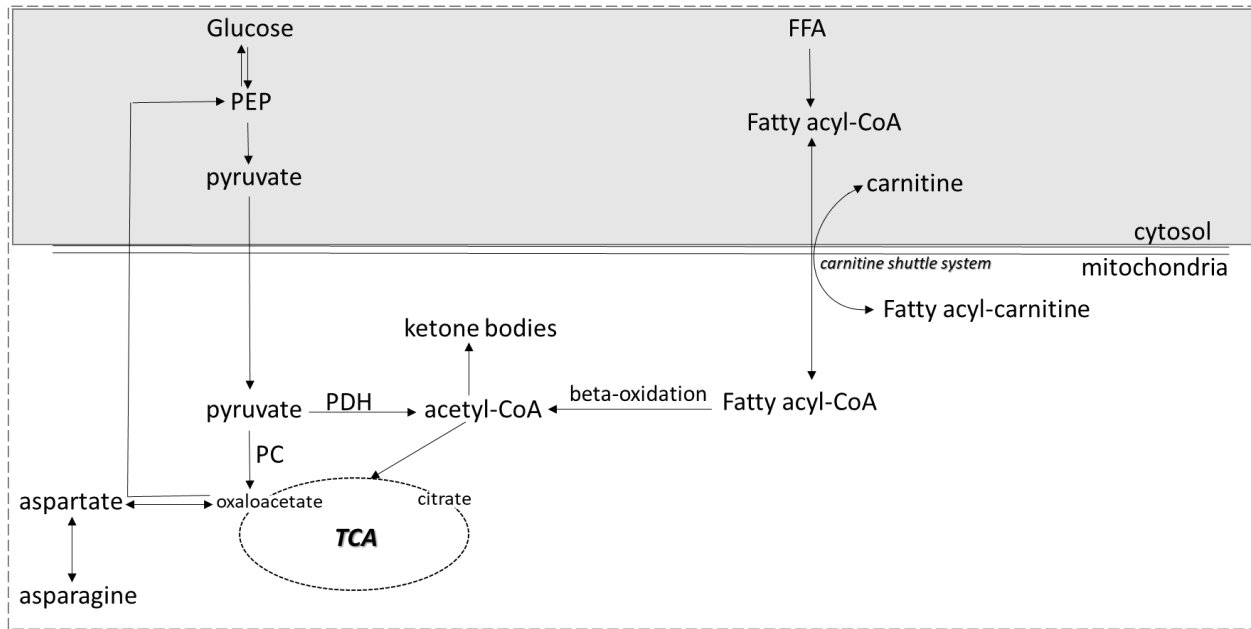 Glucose
FFA
PEP
Fatty acyl-CoA
pyruvate
carnitine
cytosol
carnitine shuttle system
mitochondria
Fatty acyl-carnitine
ketone bodies
beta-oxidation
pyruvate
PDH
acetyl-CoA
Fatty acyl-CoA
PC
aspartate
oxaloacetate
citrate
TCA
asparagine